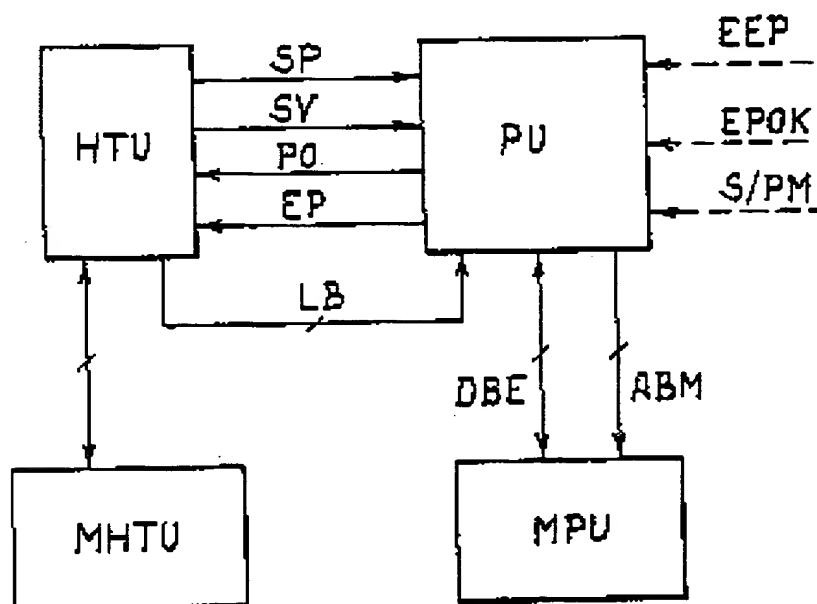 SP
EEP
SV
HTU
PO
PU
EPOK
EP
S/PM
LB
DBE
ABM
MHTU
MPU